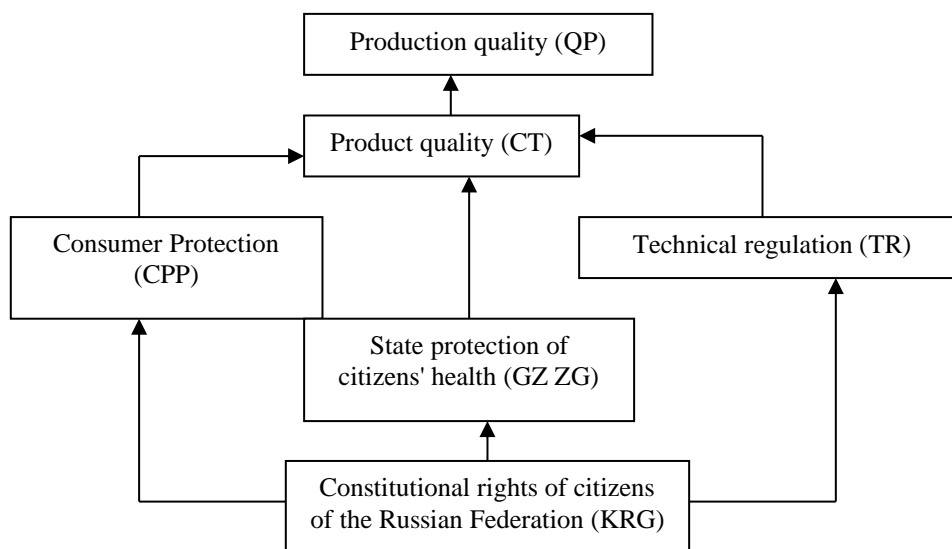 Production quality (QP)
Product quality (CT)
Consumer Protection
(CPP)
Technical regulation (TR)
State protection of
citizens' health (GZ ZG)
Constitutional rights of citizens
of the Russian Federation (KRG)